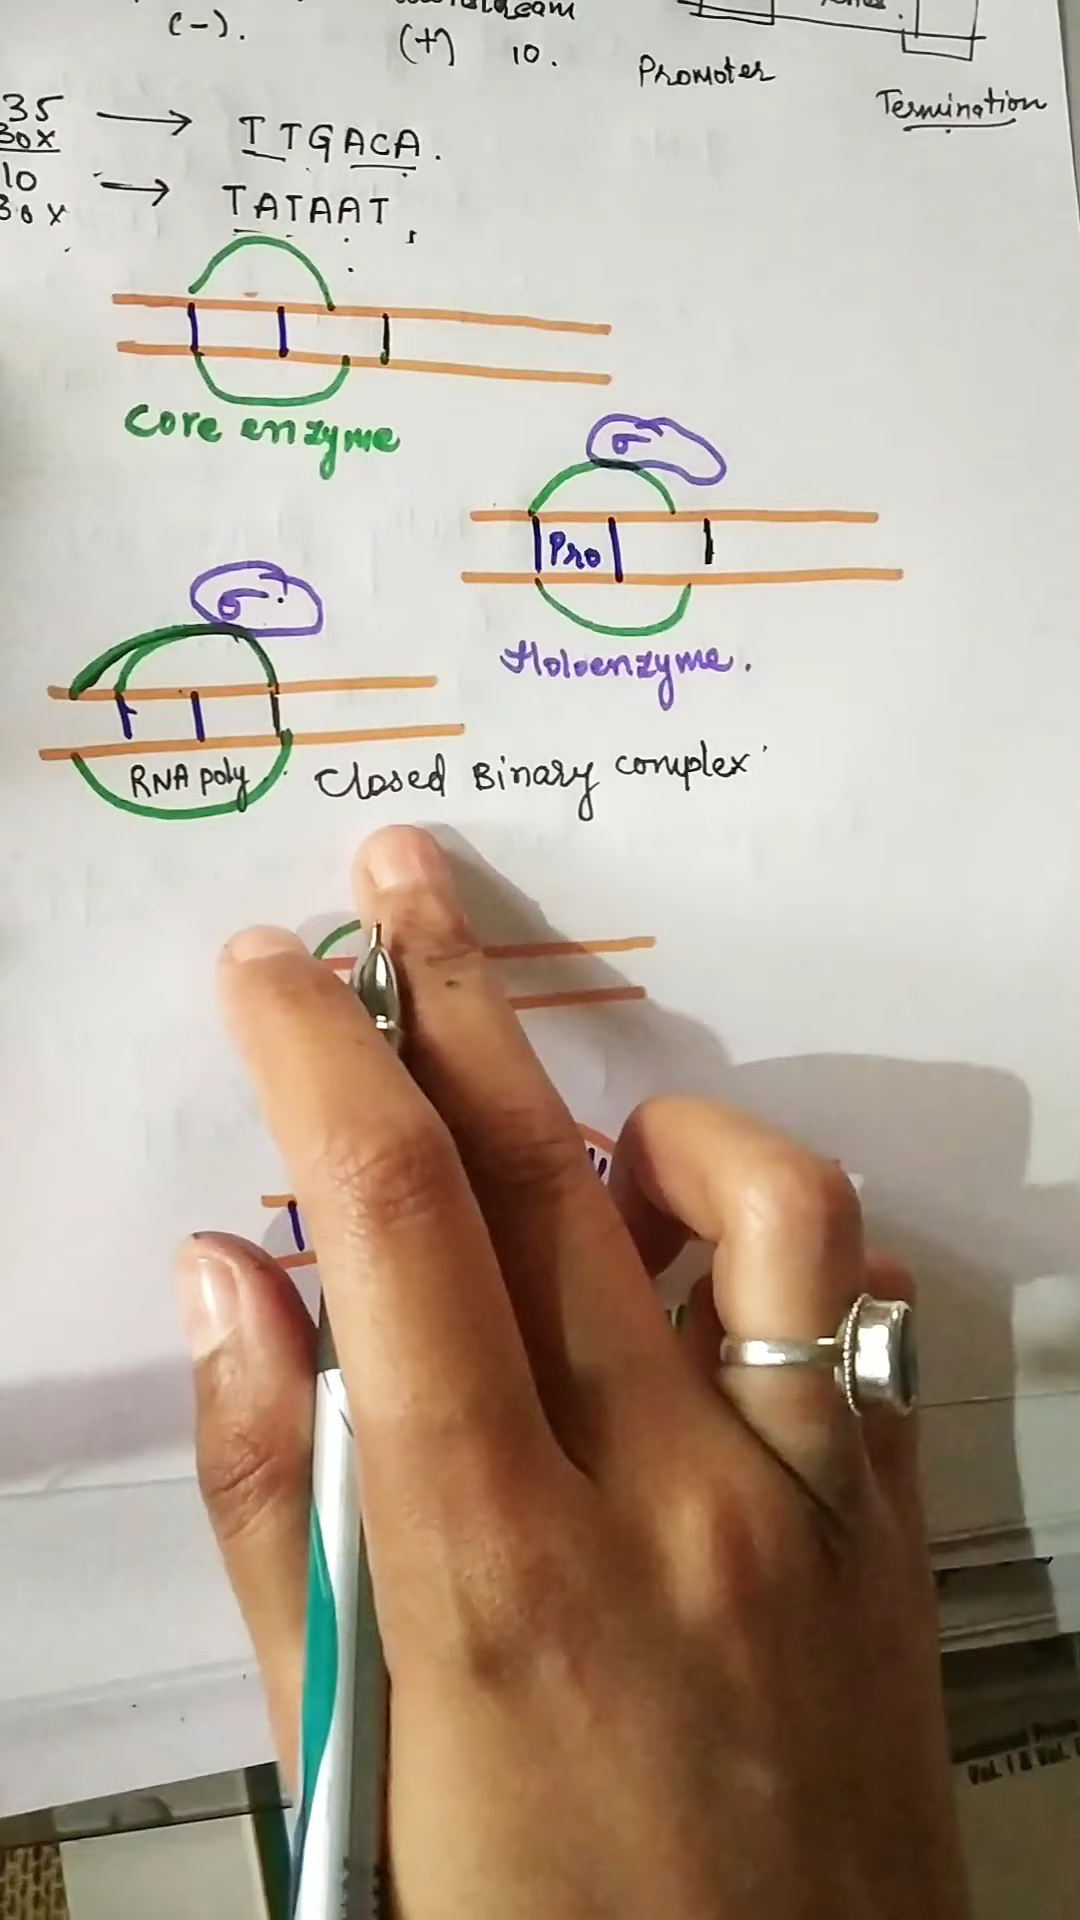 (-).
(+) 10.
Promoter
Termination
35 → TTGACA.
Box
10 → TATAAT,
Box
Core enzyme
σ
Pro
Holoenzyme.
σ
RNA poly
Closed Binary complex